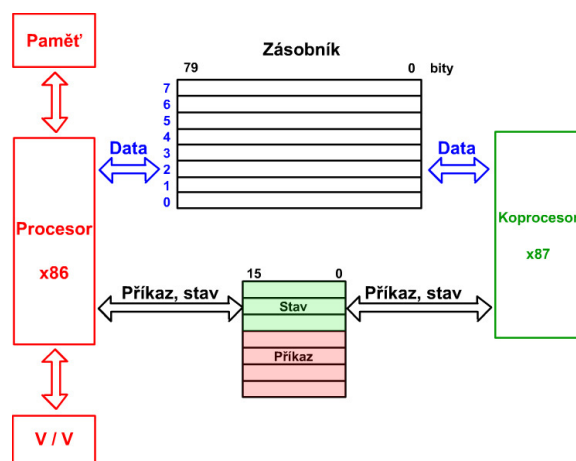 Paměť
Zásobník
79 0 bity
7
6
5
4
3
2
1
0
Data
Data
Procesor
x86
Koprocesor
x87
15 0
Příkaz, stav
Příkaz, stav
Stav
Příkaz
V / V